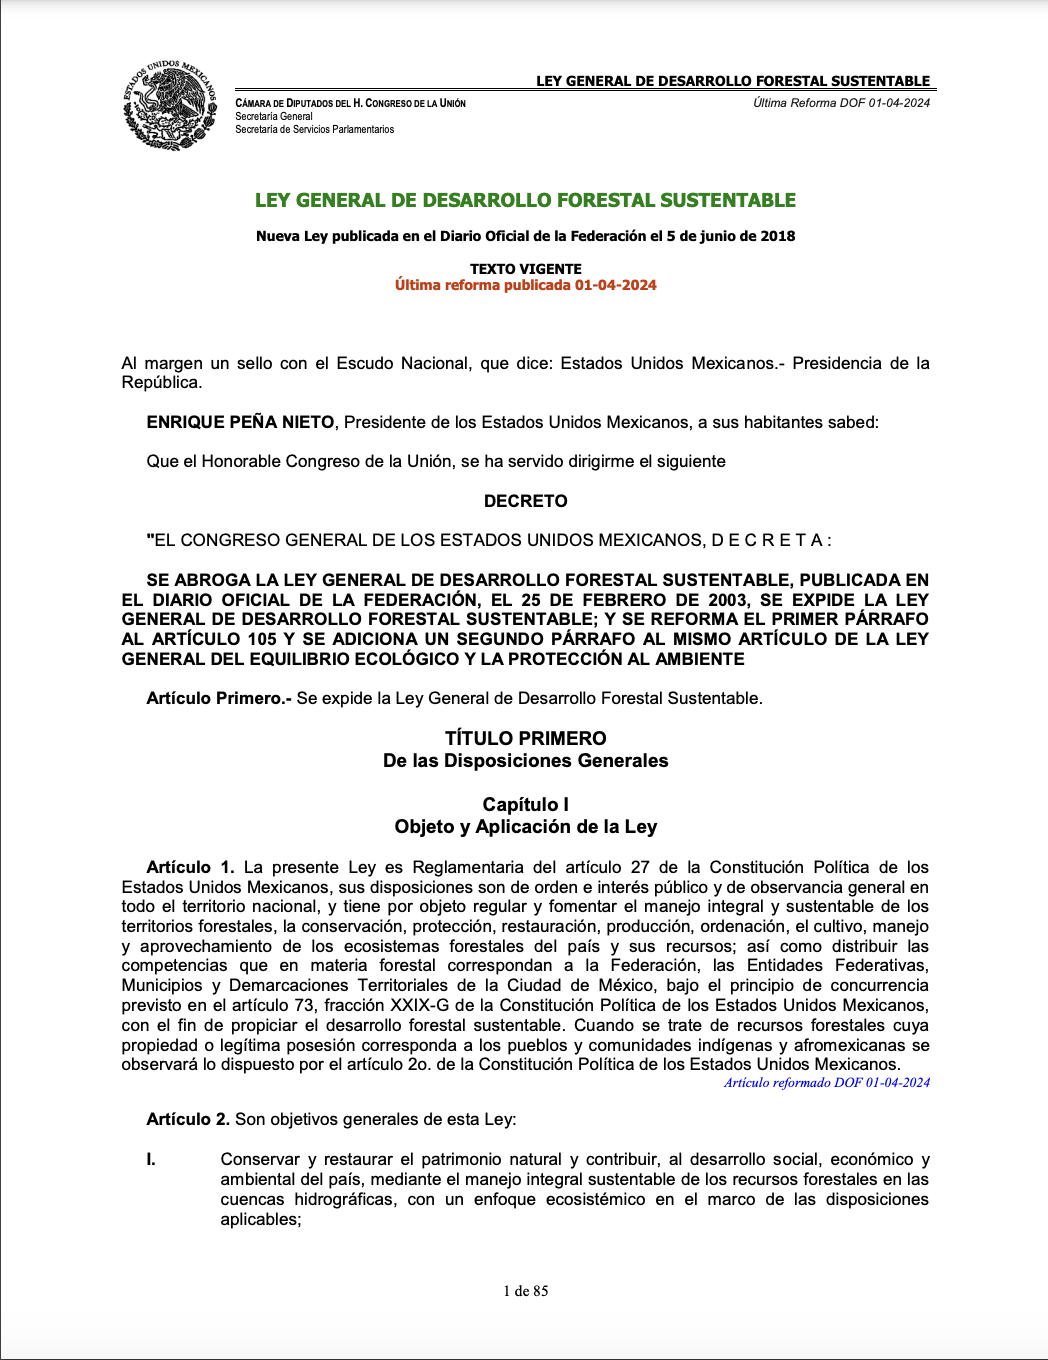 ESTADOS UNIDOS MEXICANOS
LEY GENERAL DE DESARROLLO FORESTAL SUSTENTABLE
CÁMARA DE DIPUTADOS DEL H. CONGRESO DE LA UNIÓN
Última Reforma DOF 01-04-2024
Secretaría General
Secretaría de Servicios Parlamentarios
LEY GENERAL DE DESARROLLO FORESTAL SUSTENTABLE
Nueva Ley publicada en el Diario Oficial de la Federación el 5 de junio de 2018
TEXTO VIGENTE
Última reforma publicada 01-04-2024
Al margen un sello con el Escudo Nacional, que dice: Estados Unidos Mexicanos.- Presidencia de la
República.
ENRIQUE PEÑA NIETO, Presidente de los Estados Unidos Mexicanos, a sus habitantes sabed:
Que el Honorable Congreso de la Unión, se ha servido dirigirme el siguiente
DECRETO
"EL CONGRESO GENERAL DE LOS ESTADOS UNIDOS MEXICANOS, D E C R E T A :
SE ABROGA LA LEY GENERAL DE DESARROLLO FORESTAL SUSTENTABLE, PUBLICADA EN
EL DIARIO OFICIAL DE LA FEDERACIÓN, EL 25 DE FEBRERO DE 2003, SE EXPIDE LA LEY
GENERAL DE DESARROLLO FORESTAL SUSTENTABLE; Y SE REFORMA EL PRIMER PÁRRAFO
AL ARTÍCULO 105 Y SE ADICIONA UN SEGUNDO PÁRRAFO AL MISMO ARTÍCULO DE LA LEY
GENERAL DEL EQUILIBRIO ECOLÓGICO Y LA PROTECCIÓN AL AMBIENTE
Artículo Primero.- Se expide la Ley General de Desarrollo Forestal Sustentable.
TÍTULO PRIMERO
De las Disposiciones Generales
Capítulo I
Objeto y Aplicación de la Ley
Artículo 1. La presente Ley es Reglamentaria del artículo 27 de la Constitución Política de los
Estados Unidos Mexicanos, sus disposiciones son de orden e interés público y de observancia general en
todo el territorio nacional, y tiene por objeto regular y fomentar el manejo integral y sustentable de los
territorios forestales, la conservación, protección, restauración, producción, ordenación, el cultivo, manejo
y aprovechamiento de los ecosistemas forestales del país y sus recursos; así como distribuir las
competencias que en materia forestal correspondan a la Federación, las Entidades Federativas,
Municipios y Demarcaciones Territoriales de la Ciudad de México, bajo el principio de concurrencia
previsto en el artículo 73, fracción XXIX-G de la Constitución Política de los Estados Unidos Mexicanos,
con el fin de propiciar el desarrollo forestal sustentable. Cuando se trate de recursos forestales cuya
propiedad o legítima posesión corresponda a los pueblos y comunidades indígenas y afromexicanas se
observará lo dispuesto por el artículo 2o. de la Constitución Política de los Estados Unidos Mexicanos.
Artículo reformado DOF 01-04-2024
Artículo 2. Son objetivos generales de esta Ley:
I. Conservar y restaurar el patrimonio natural y contribuir, al desarrollo social, económico y
ambiental del país, mediante el manejo integral sustentable de los recursos forestales en las
cuencas hidrográficas, con un enfoque ecosistémico en el marco de las disposiciones
aplicables;
1 de 85